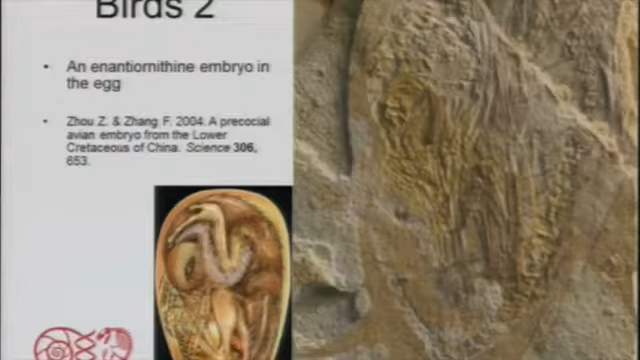 Birds 2
• An enantiornithine embryo in
the egg
• Zhou Z. & Zhang F. 2004. A precocial
avian embryo from the Lower
Cretaceous of China. Science 306,
653.